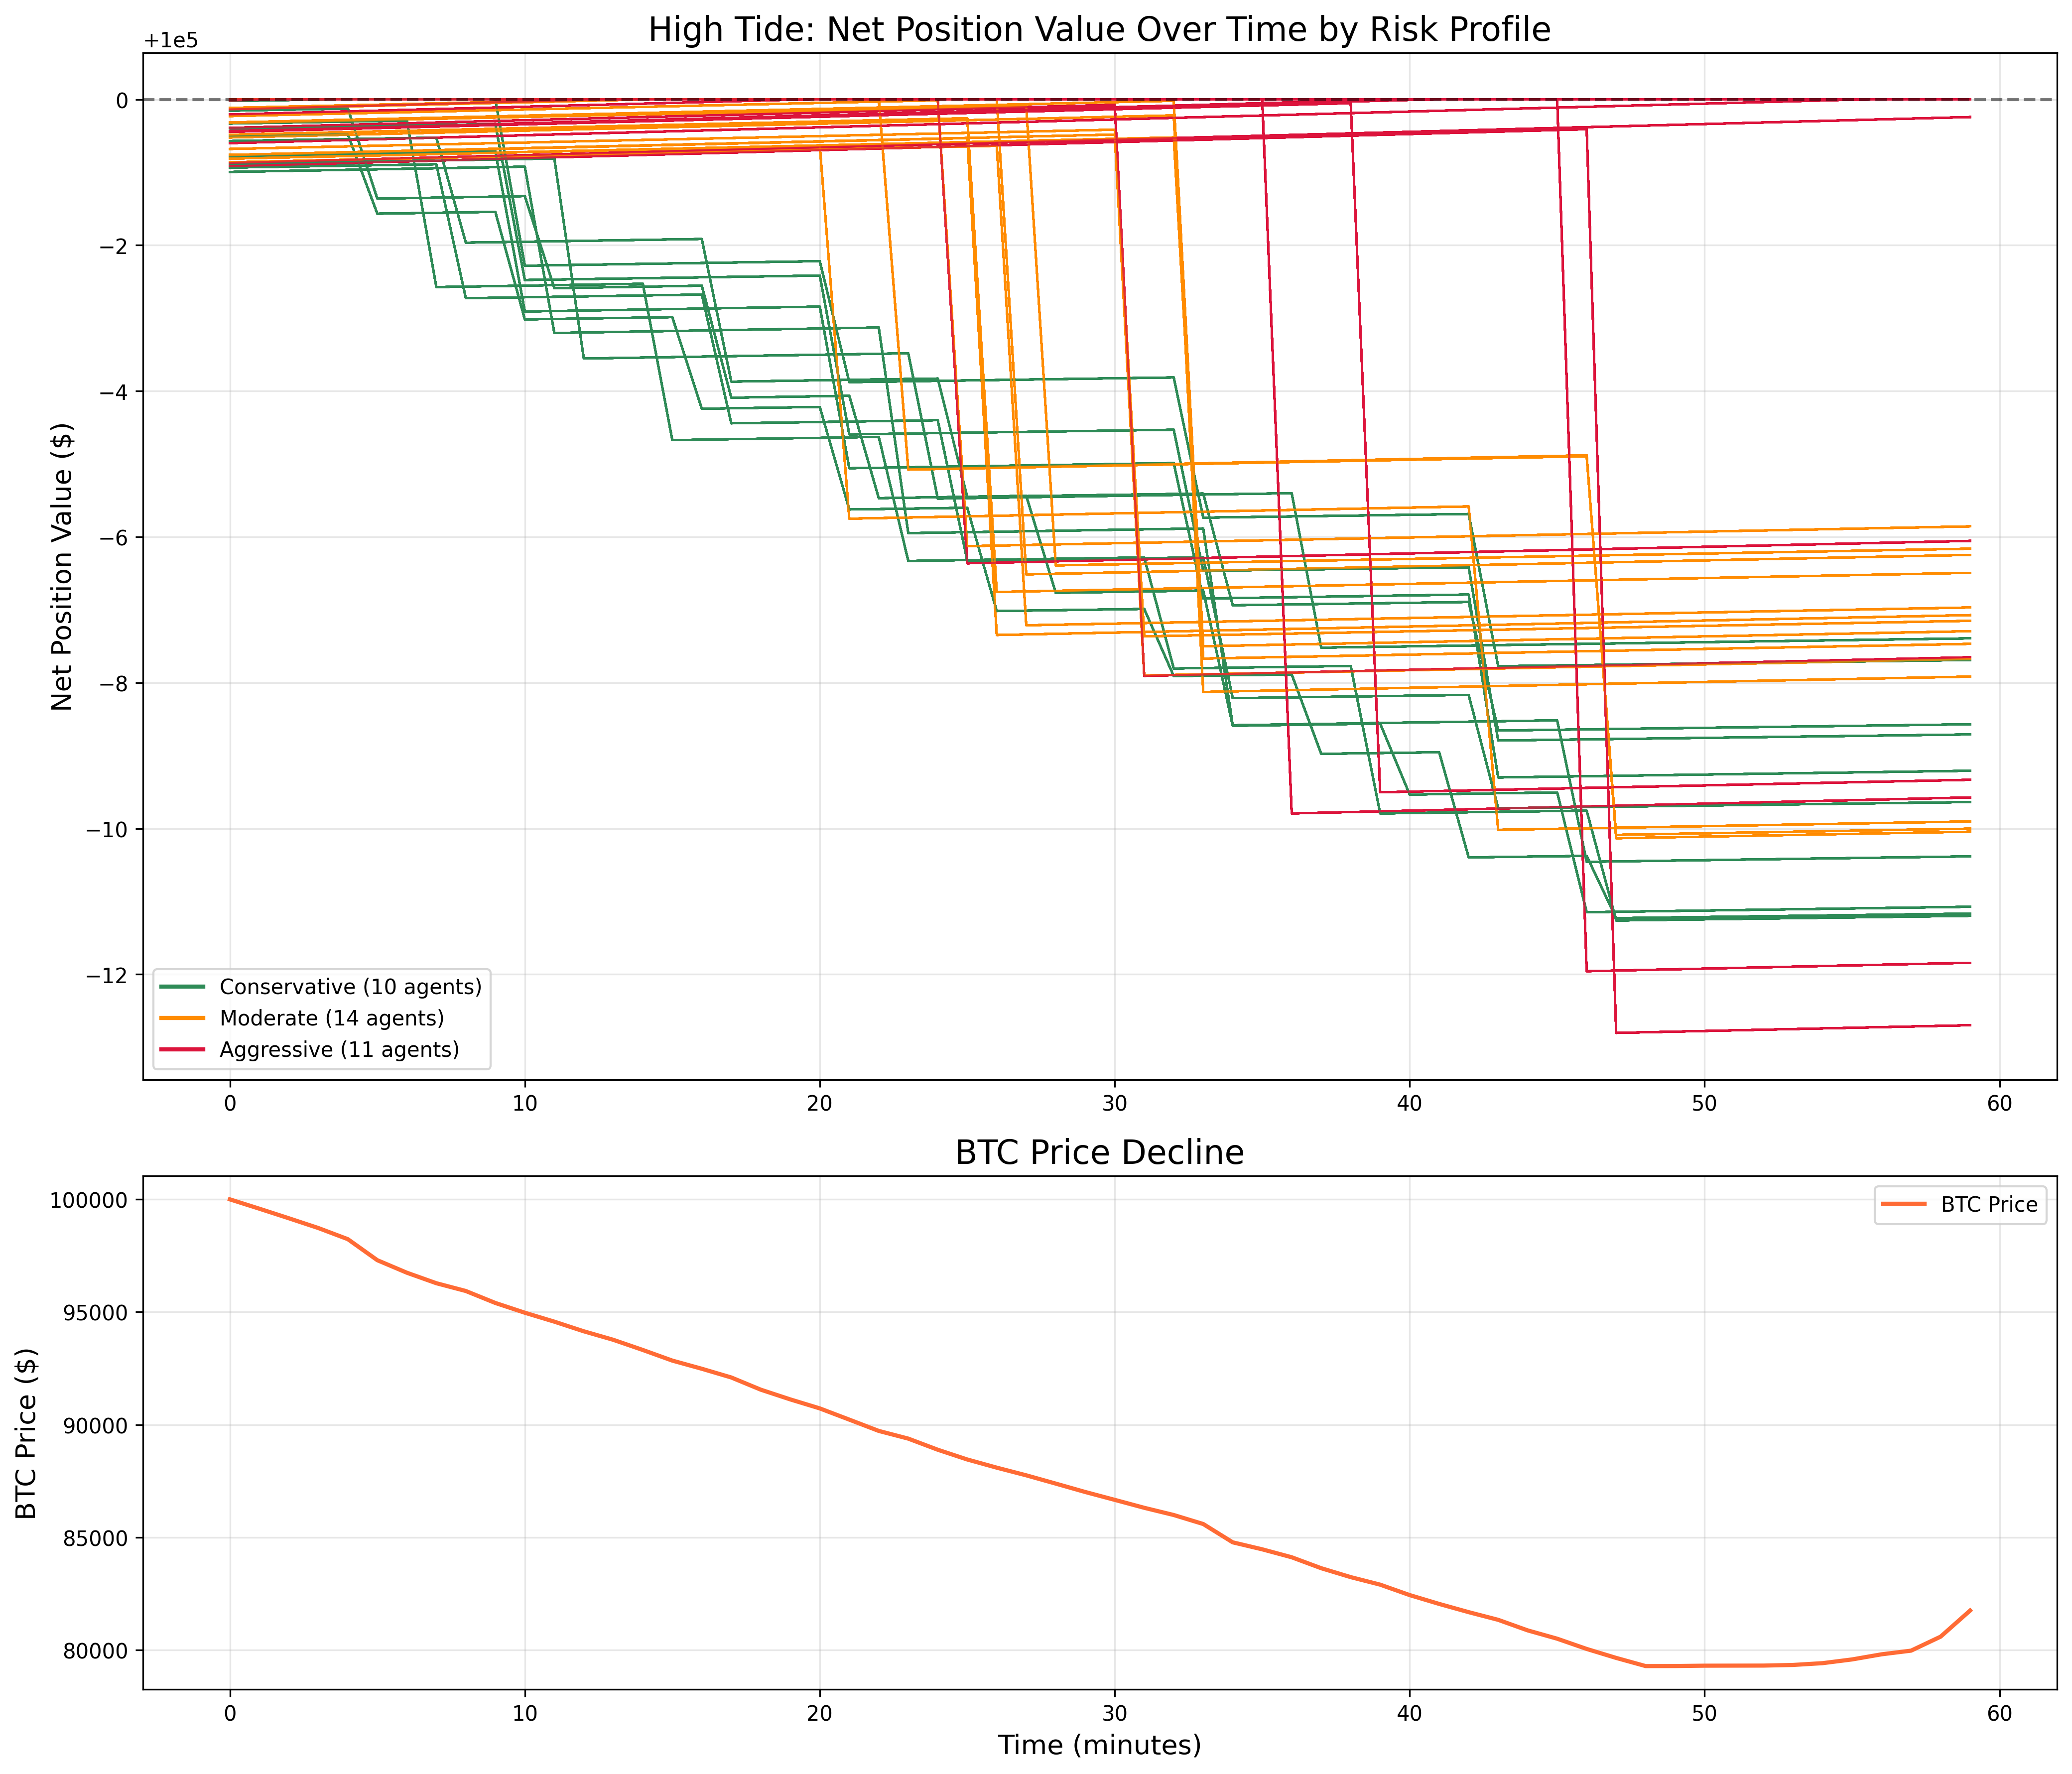 High Tide: Net Position Value Over Time by Risk Profile
+1e5
0
−2
−4
−6
−8
−10
−12
Net Position Value ($)
Conservative (10 agents)
Moderate (14 agents)
Aggressive (11 agents)
0 10 20 30 40 50 60
BTC Price Decline
100000
95000
90000
85000
80000
BTC Price ($)
BTC Price
0 10 20 30 40 50 60
Time (minutes)